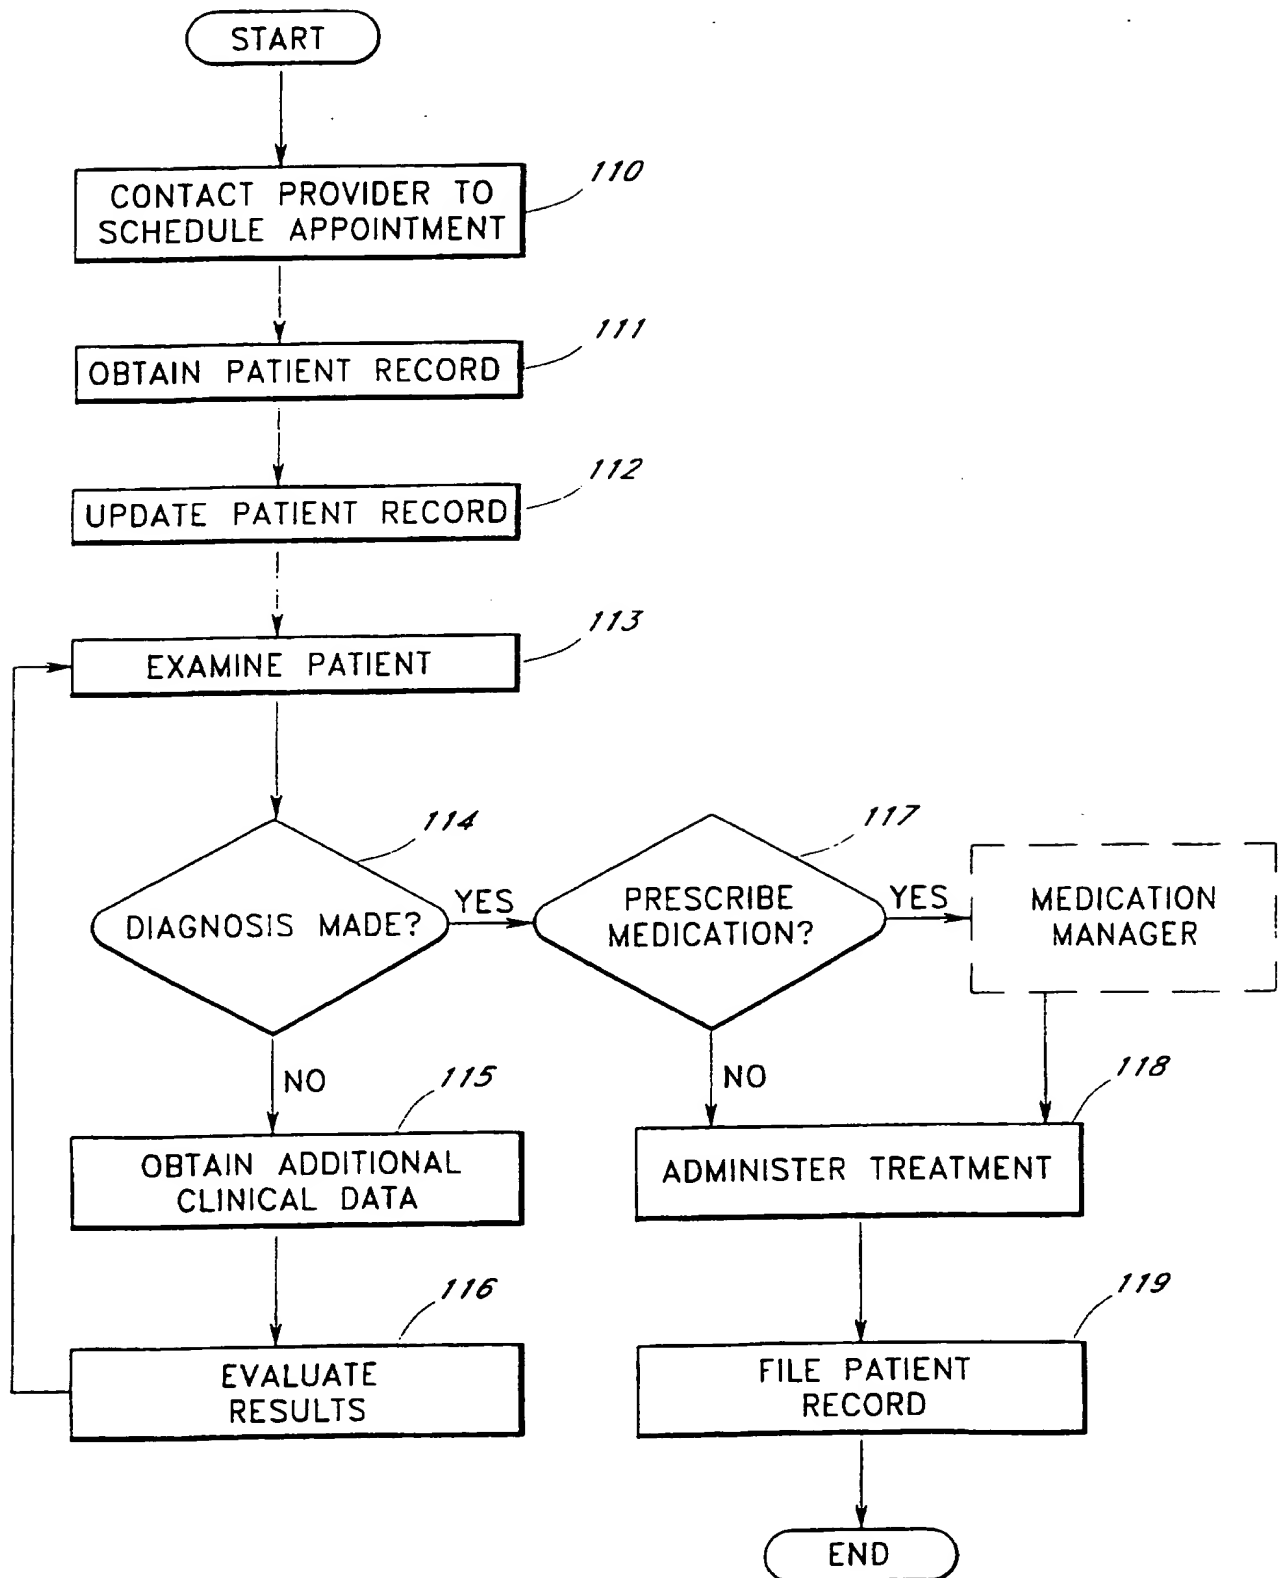 START
110
CONTACT PROVIDER TO
SCHEDULE APPOINTMENT
111
OBTAIN PATIENT RECORD
112
UPDATE PATIENT RECORD
113
EXAMINE PATIENT
114
DIAGNOSIS MADE?
YES
117
PRESCRIBE
MEDICATION?
YES
MEDICATION
MANAGER
NO
115
OBTAIN ADDITIONAL
CLINICAL DATA
116
EVALUATE
RESULTS
NO
118
ADMINISTER TREATMENT
119
FILE PATIENT
RECORD
END